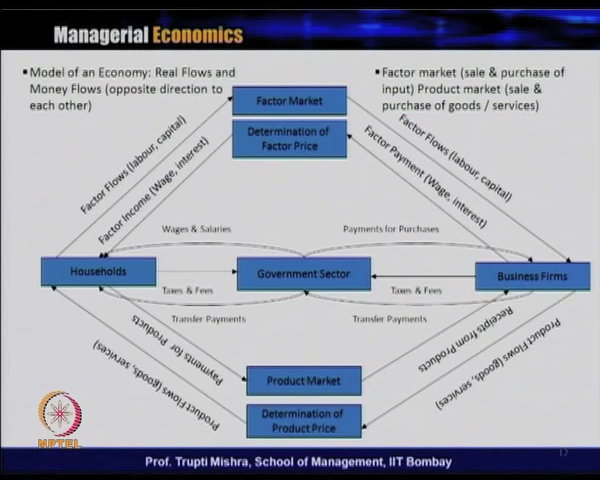 Managerial Economics
▪Model of an Economy: Real Flows and
Money Flows (opposite direction to
each other)
▪Factor market (sale & purchase of
input) Product market (sale &
purchase of goods / services)
Factor Market
Determination of
Factor Price
Factor Flows (labour, capital)
Factor Income (Wage, interest)
Factor Flows (labour, capital)
Factor Payment (Wage, interest)
Wages & Salaries
Payments for Purchases
Households
Government Sector
Business Firms
Taxes & Fees
Taxes & Fees
Transfer Payments
Transfer Payments
Payments for Products
Product Flows (goods, services)
Receipts from Products
Product Flows (goods, services)
Product Market
Determination of
Product Price
NPTEL
Prof. Trupti Mishra, School of Management, IIT Bombay